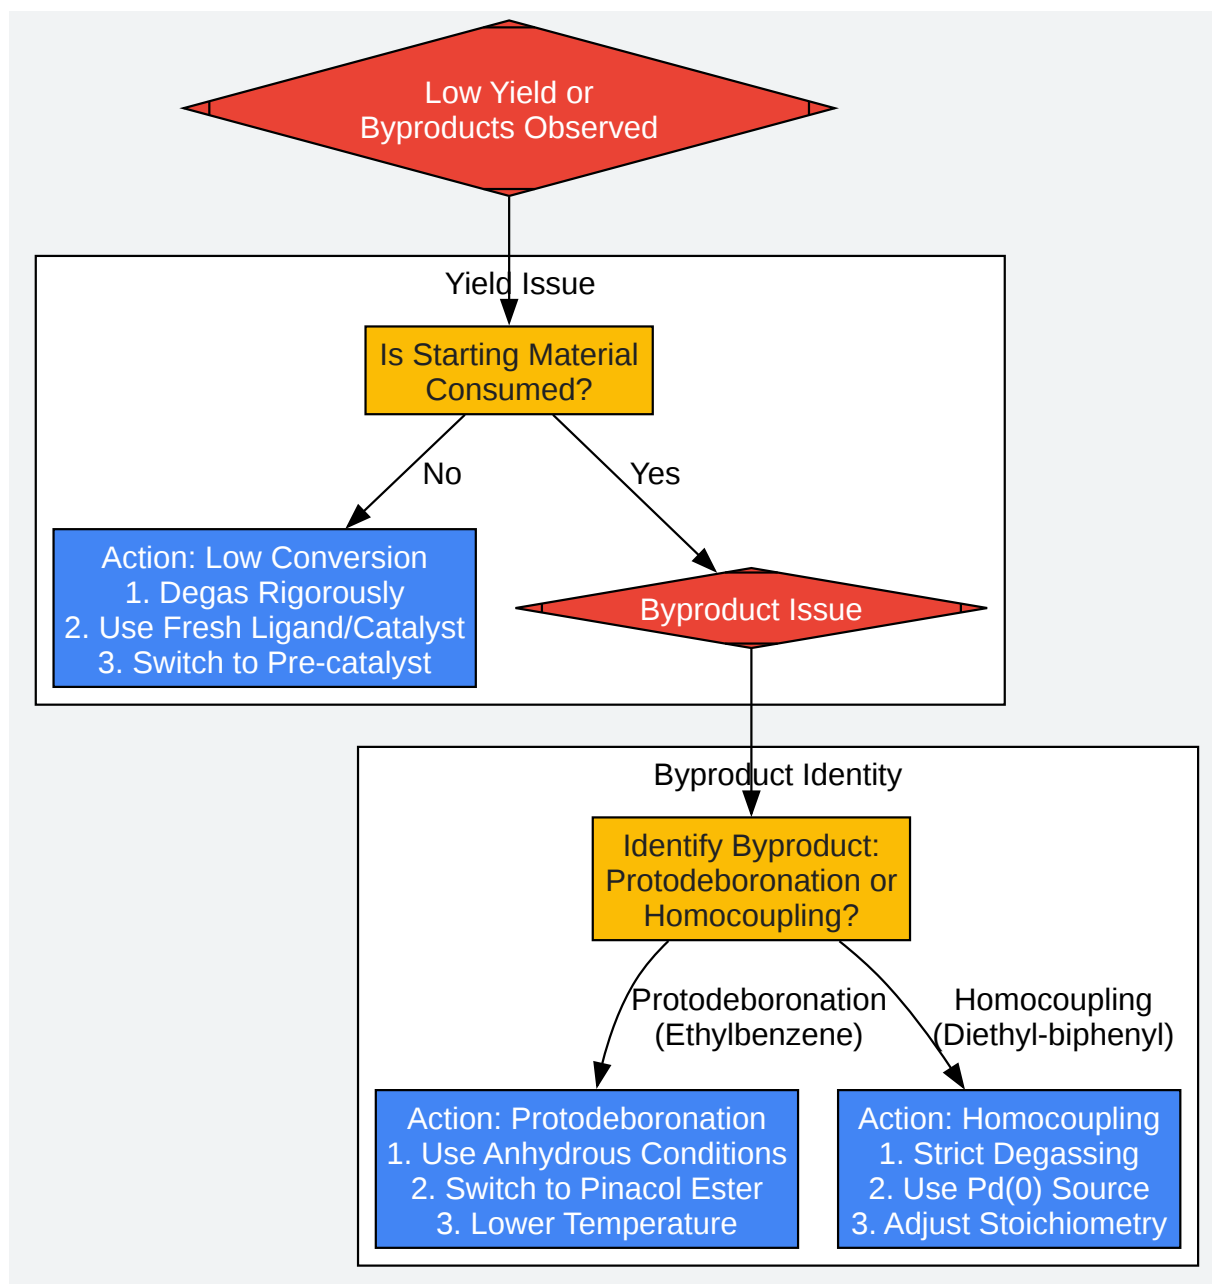 Low Yield or
Byproducts Observed
Yield Issue
Is Starting Material
Consumed?
No
Yes
Action: Low Conversion
1. Degas Rigorously
2. Use Fresh Ligand/Catalyst
3. Switch to Pre-catalyst
Byproduct Issue
Byproduct Identity
Identify Byproduct:
Protodeboronation or
Homocoupling?
Protodeboronation
(Ethylbenzene)
Homocoupling
(Diethyl-biphenyl)
Action: Protodeboronation
1. Use Anhydrous Conditions
2. Switch to Pinacol Ester
3. Lower Temperature
Action: Homocoupling
1. Strict Degassing
2. Use Pd(0) Source
3. Adjust Stoichiometry